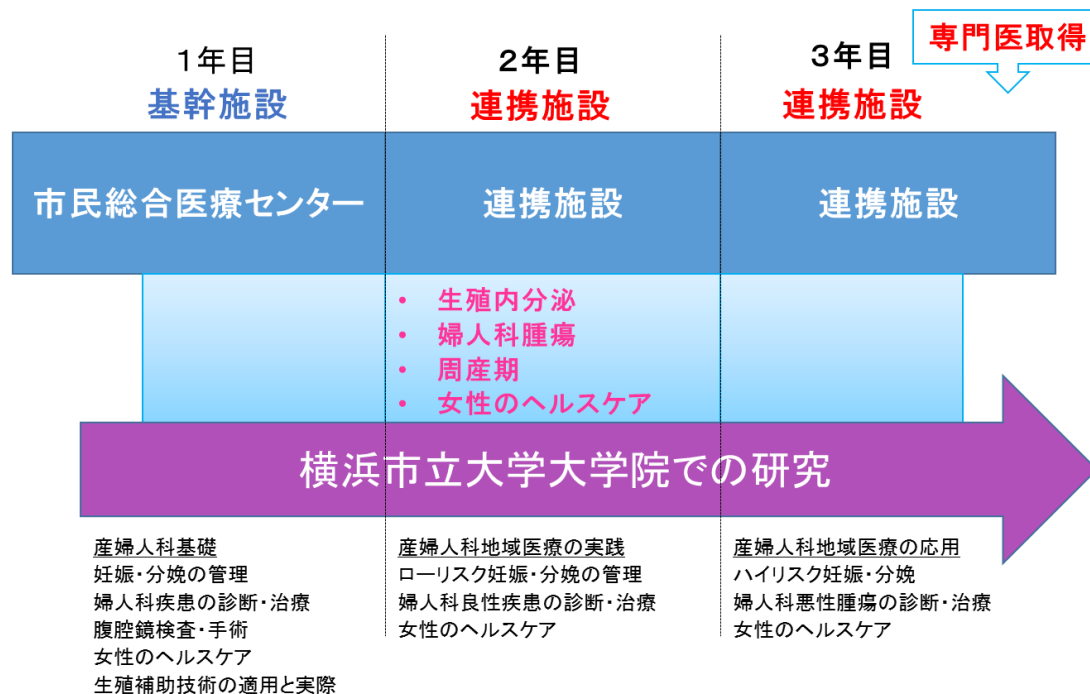 専門医取得
1年目
基幹施設
2年目
連携施設
3年目
連携施設
市民総合医療センター
連携施設
連携施設
・ 生殖内分泌
・ 婦人科腫瘍
・ 周産期
・ 女性のヘルスケア
横浜市立大学大学院での研究
産婦人科基礎
妊娠・分娩の管理
婦人科疾患の診断・治療
腹腔鏡検査・手術
女性のヘルスケア
生殖補助技術の適用と実際
産婦人科地域医療の実践
ローリスク妊娠・分娩の管理
婦人科良性疾患の診断・治療
女性のヘルスケア
産婦人科地域医療の応用
ハイリスク妊娠・分娩
婦人科悪性腫瘍の診断・治療
女性のヘルスケア